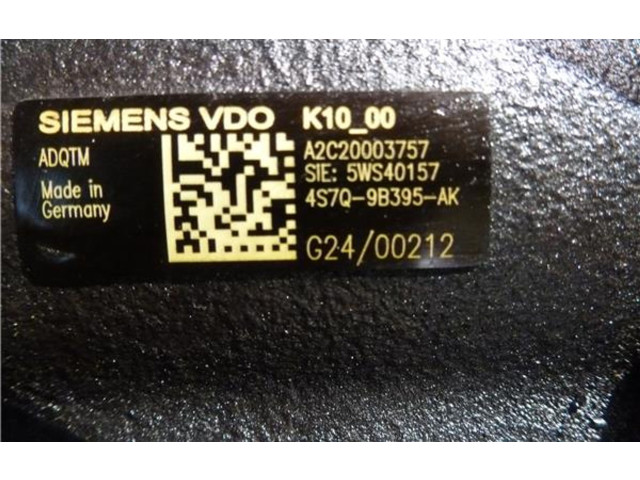 SIEMENS VDO K10_00
ADQTM
A2C20003757
SIE: 5WS40157
Made in
Germany
4S7Q-9B395-AK
G24/00212